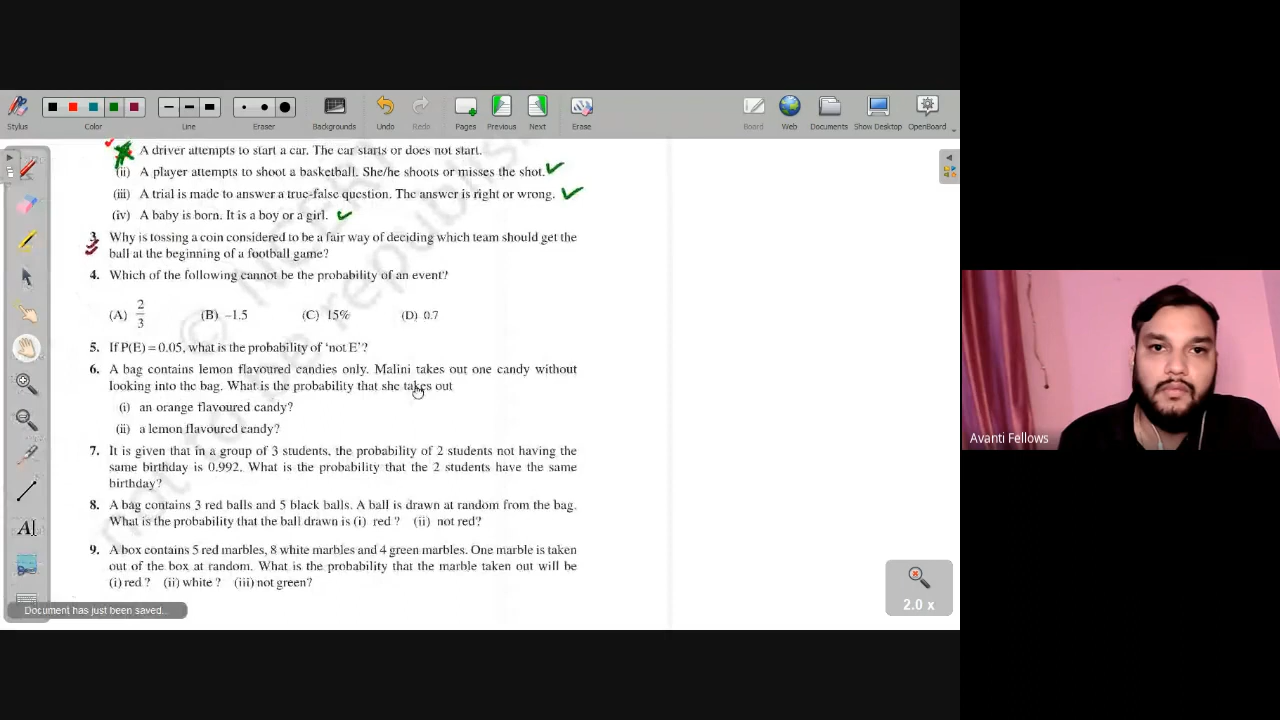 Stylus
Color
Line
Eraser
Backgrounds
Undo
Redo
Pages
Previous
Next
Erase
Board
Web
Documents
Show Desktop
OpenBoard
A driver attempts to start a car. The car starts or does not start.
(ii) A player attempts to shoot a basketball. She/he shoots or misses the shot.
(iii) A trial is made to answer a true-false question. The answer is right or wrong.
(iv) A baby is born. It is a boy or a girl.
3. Why is tossing a coin considered to be a fair way of deciding which team should get the
ball at the beginning of a football game?
4. Which of the following cannot be the probability of an event?
(A) 2/3 (B) –1.5 (C) 15% (D) 0.7
5. If P(E) = 0.05, what is the probability of ‘not E’?
6. A bag contains lemon flavoured candies only. Malini takes out one candy without
looking into the bag. What is the probability that she takes out
(i) an orange flavoured candy?
(ii) a lemon flavoured candy?
7. It is given that in a group of 3 students, the probability of 2 students not having the
same birthday is 0.992. What is the probability that the 2 students have the same
birthday?
8. A bag contains 3 red balls and 5 black balls. A ball is drawn at random from the bag.
What is the probability that the ball drawn is (i) red ? (ii) not red?
9. A box contains 5 red marbles, 8 white marbles and 4 green marbles. One marble is taken
out of the box at random. What is the probability that the marble taken out will be
(i) red ? (ii) white ? (iii) not green?
© NCERT
not to be republished
Document has just been saved...
2.0 x
Avanti Fellows